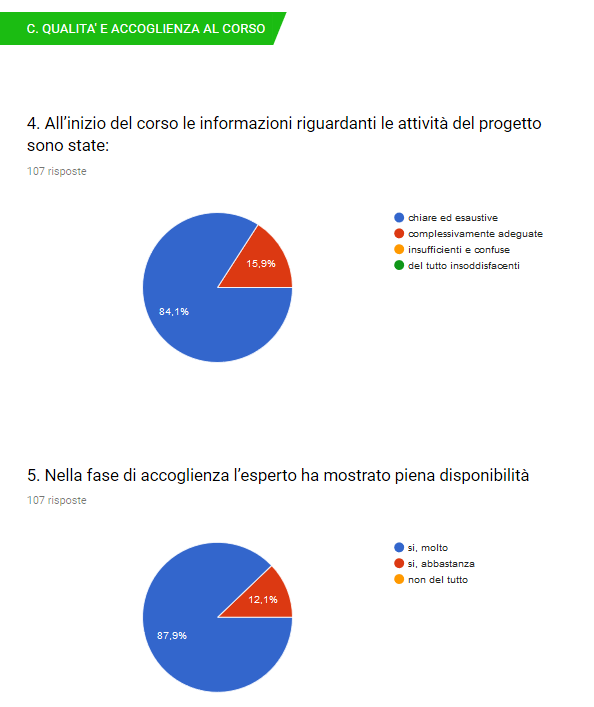 C. QUALITA' E ACCOGLIENZA AL CORSO
4. All'inizio del corso le informazioni riguardanti le attività del progetto
sono state:
107 risposte
chiare ed esaustive
complessivamente adeguate
insufficienti e confuse
del tutto insoddisfacenti
15,9%
84,1%
5. Nella fase di accoglienza l'esperto ha mostrato piena disponibilità
107 risposte
si, molto
si, abbastanza
non del tutto
12,1%
87,9%